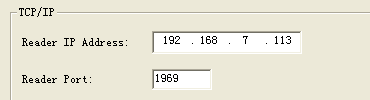 TCP/IP
Reader IP Address: 192 . 168 . 7 . 113
Reader Port: 1969